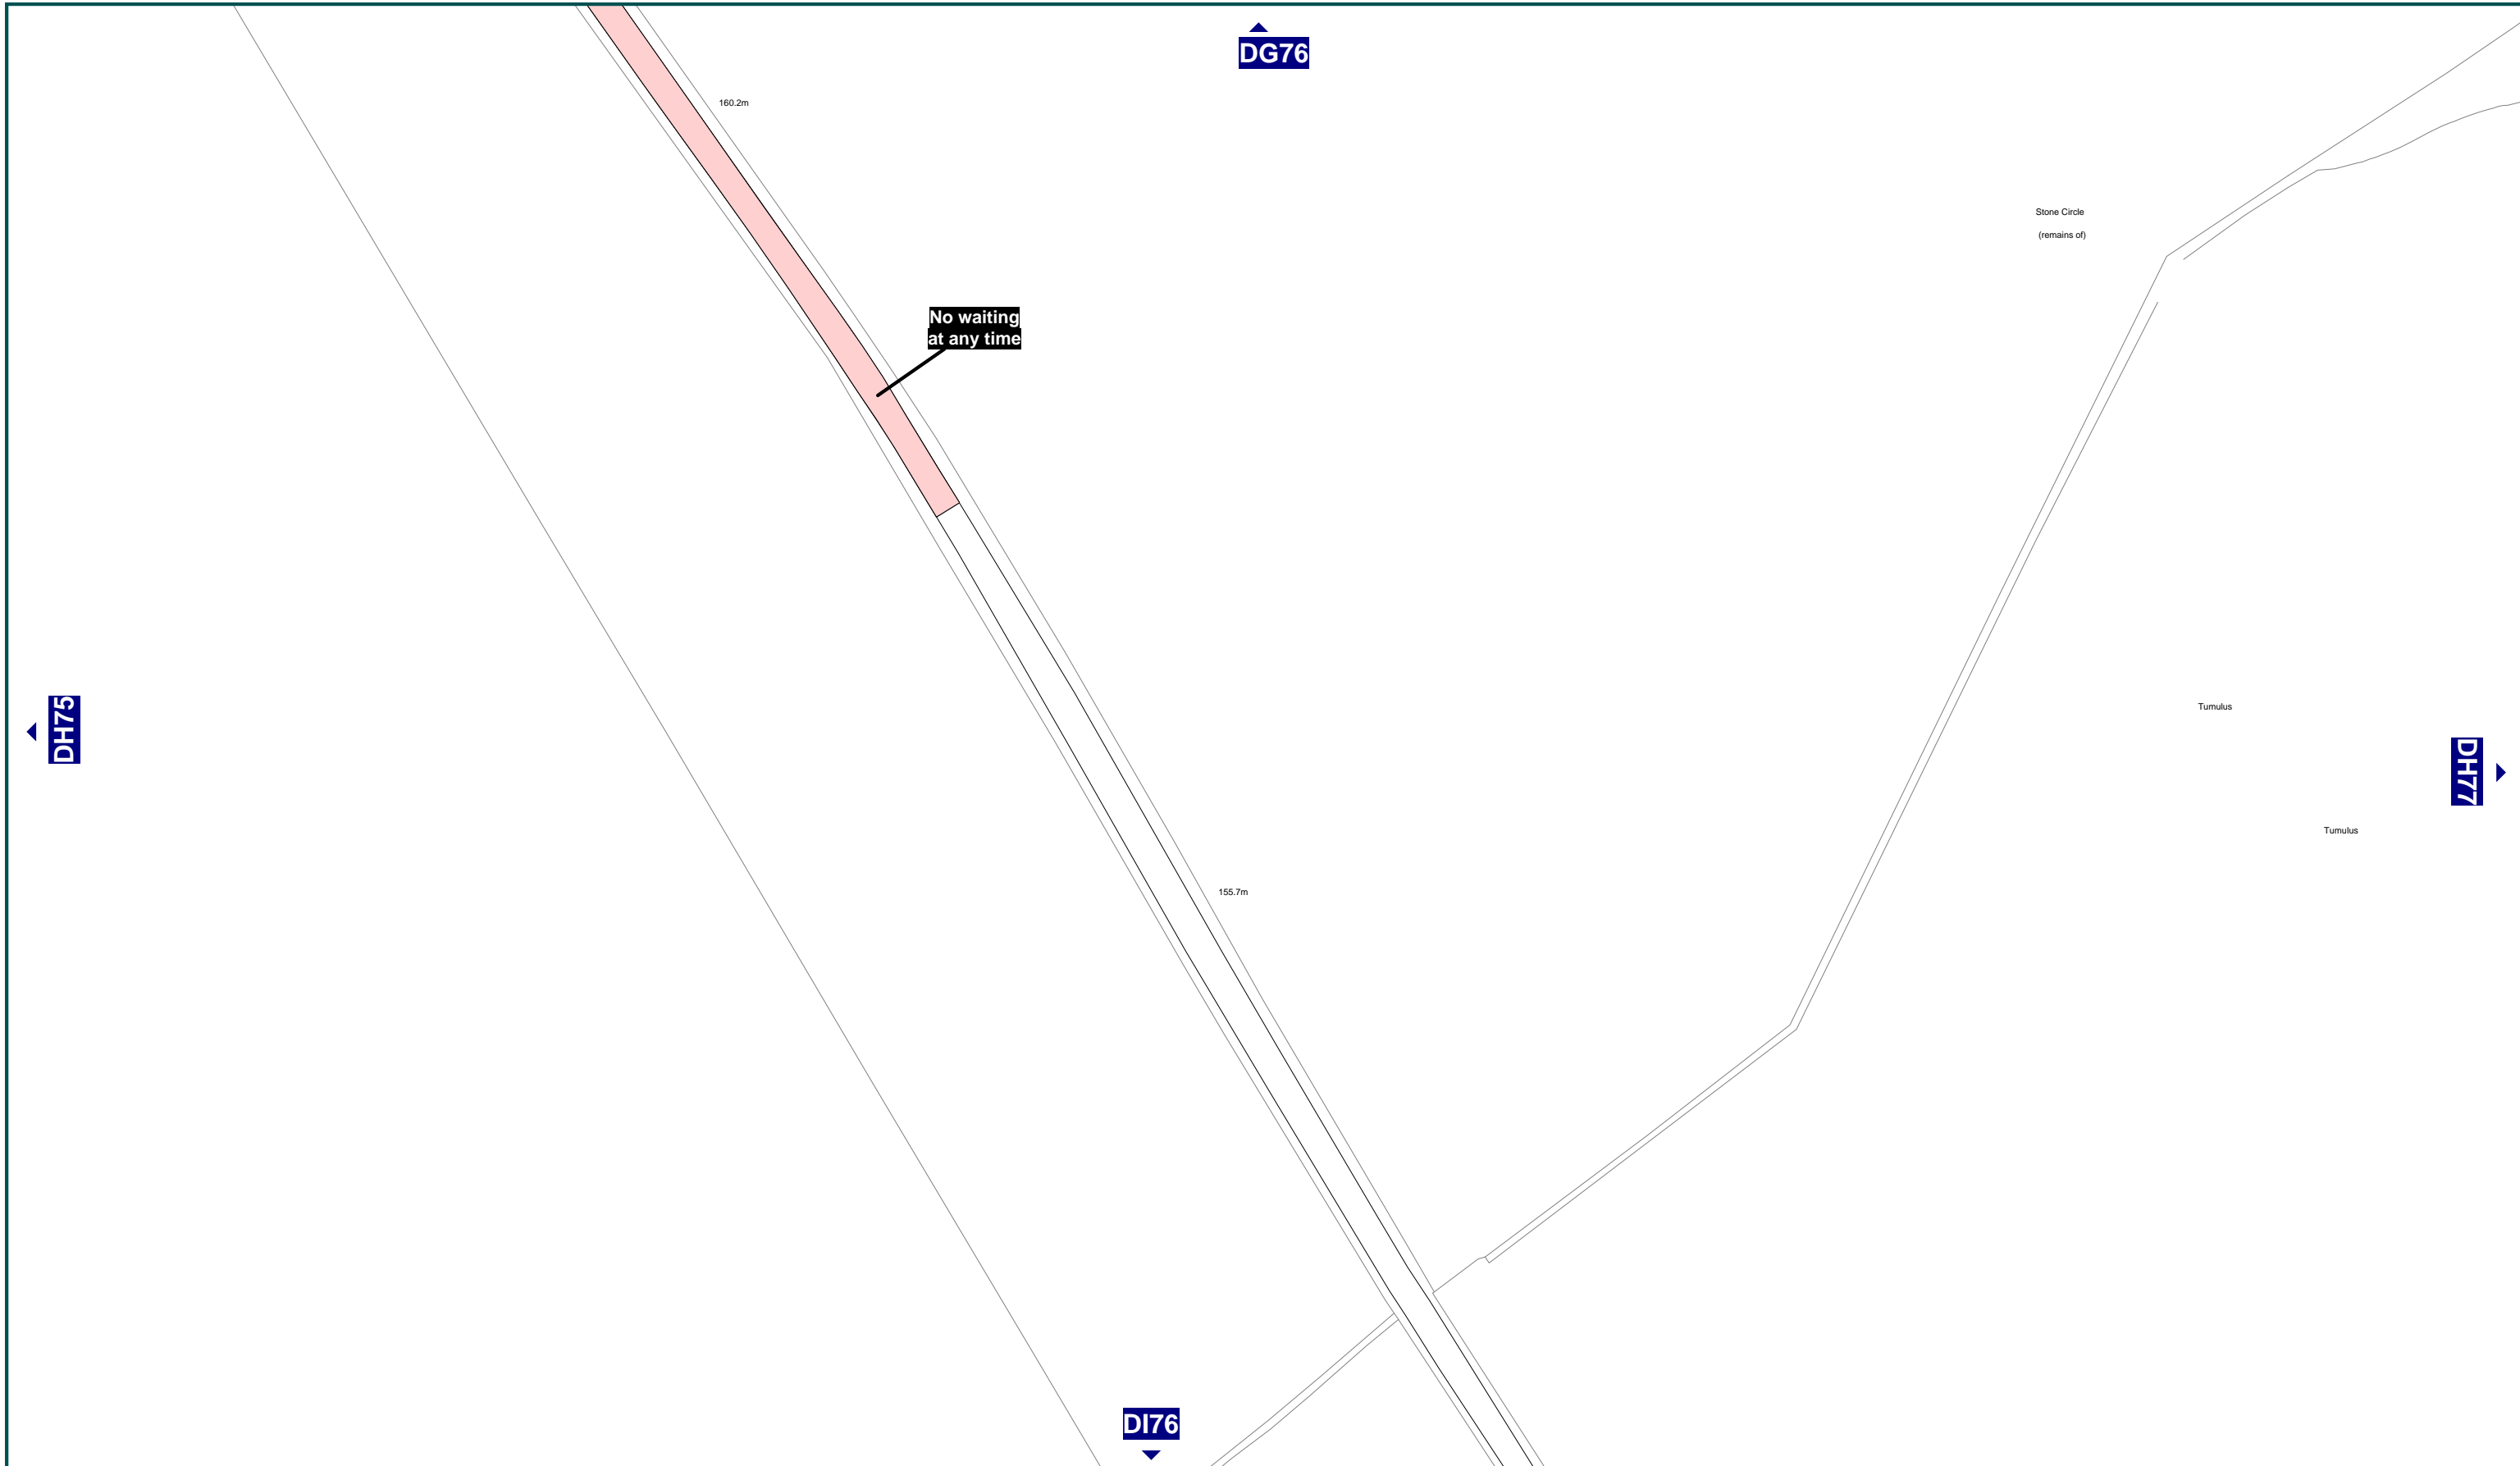 DG76
160.2m
Stone Circle
(remains of)
No waiting
at any time
DH75
Tumulus
DH77
Tumulus
155.7m
DI76